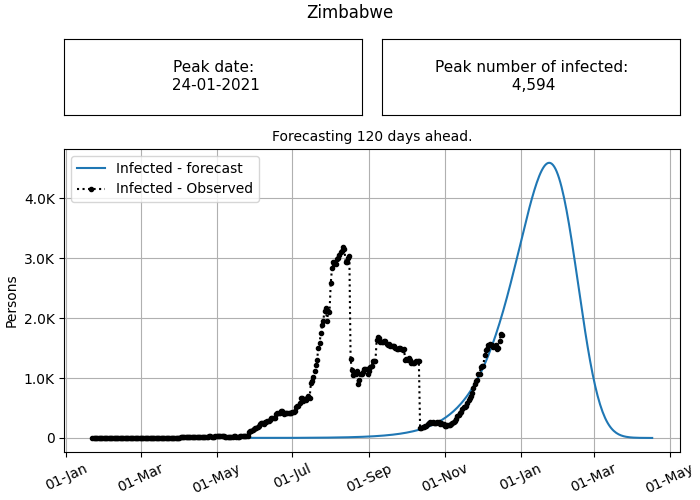 Zimbabwe
Peak date:
24-01-2021
Peak number of infected:
4,594
Forecasting 120 days ahead.
Infected - forecast
Infected - Observed
4.0K
3.0K
2.0K
1.0K
0
Persons
01-Jan
01-Mar
01-May
01-Jul
01-Sep
01-Nov
01-Jan
01-Mar
01-May